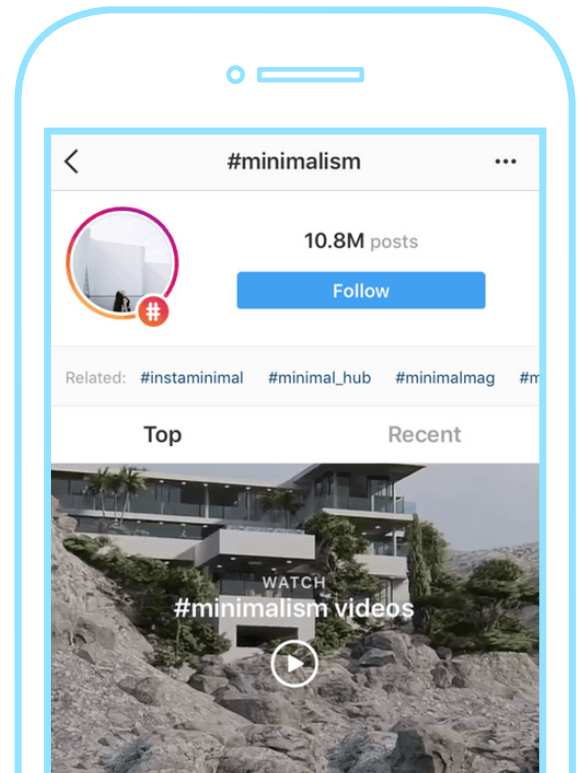 #minimalism
10.8M posts
Follow
#
Related: #instaminimal #minimal_hub #minimalmag #m
Top Recent
WATCH
#minimalism videos